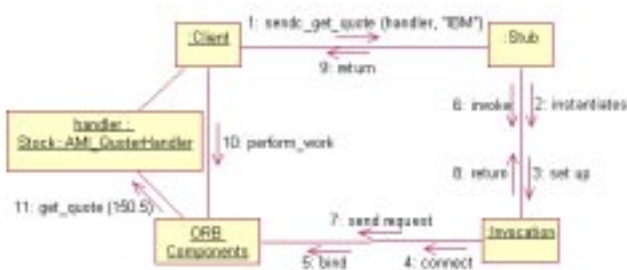 1: sendc_get_quote (handler, "IBM")
: Client
: Stub
9: return
6: invoke
2: instantiates
handler :
Stock::AMI_QuoterHandler
10: perform_work
8: return
3: set up
11: get_quote (150.5)
7: send request
: ORB
Components
: Invocation
5: bind
4: connect